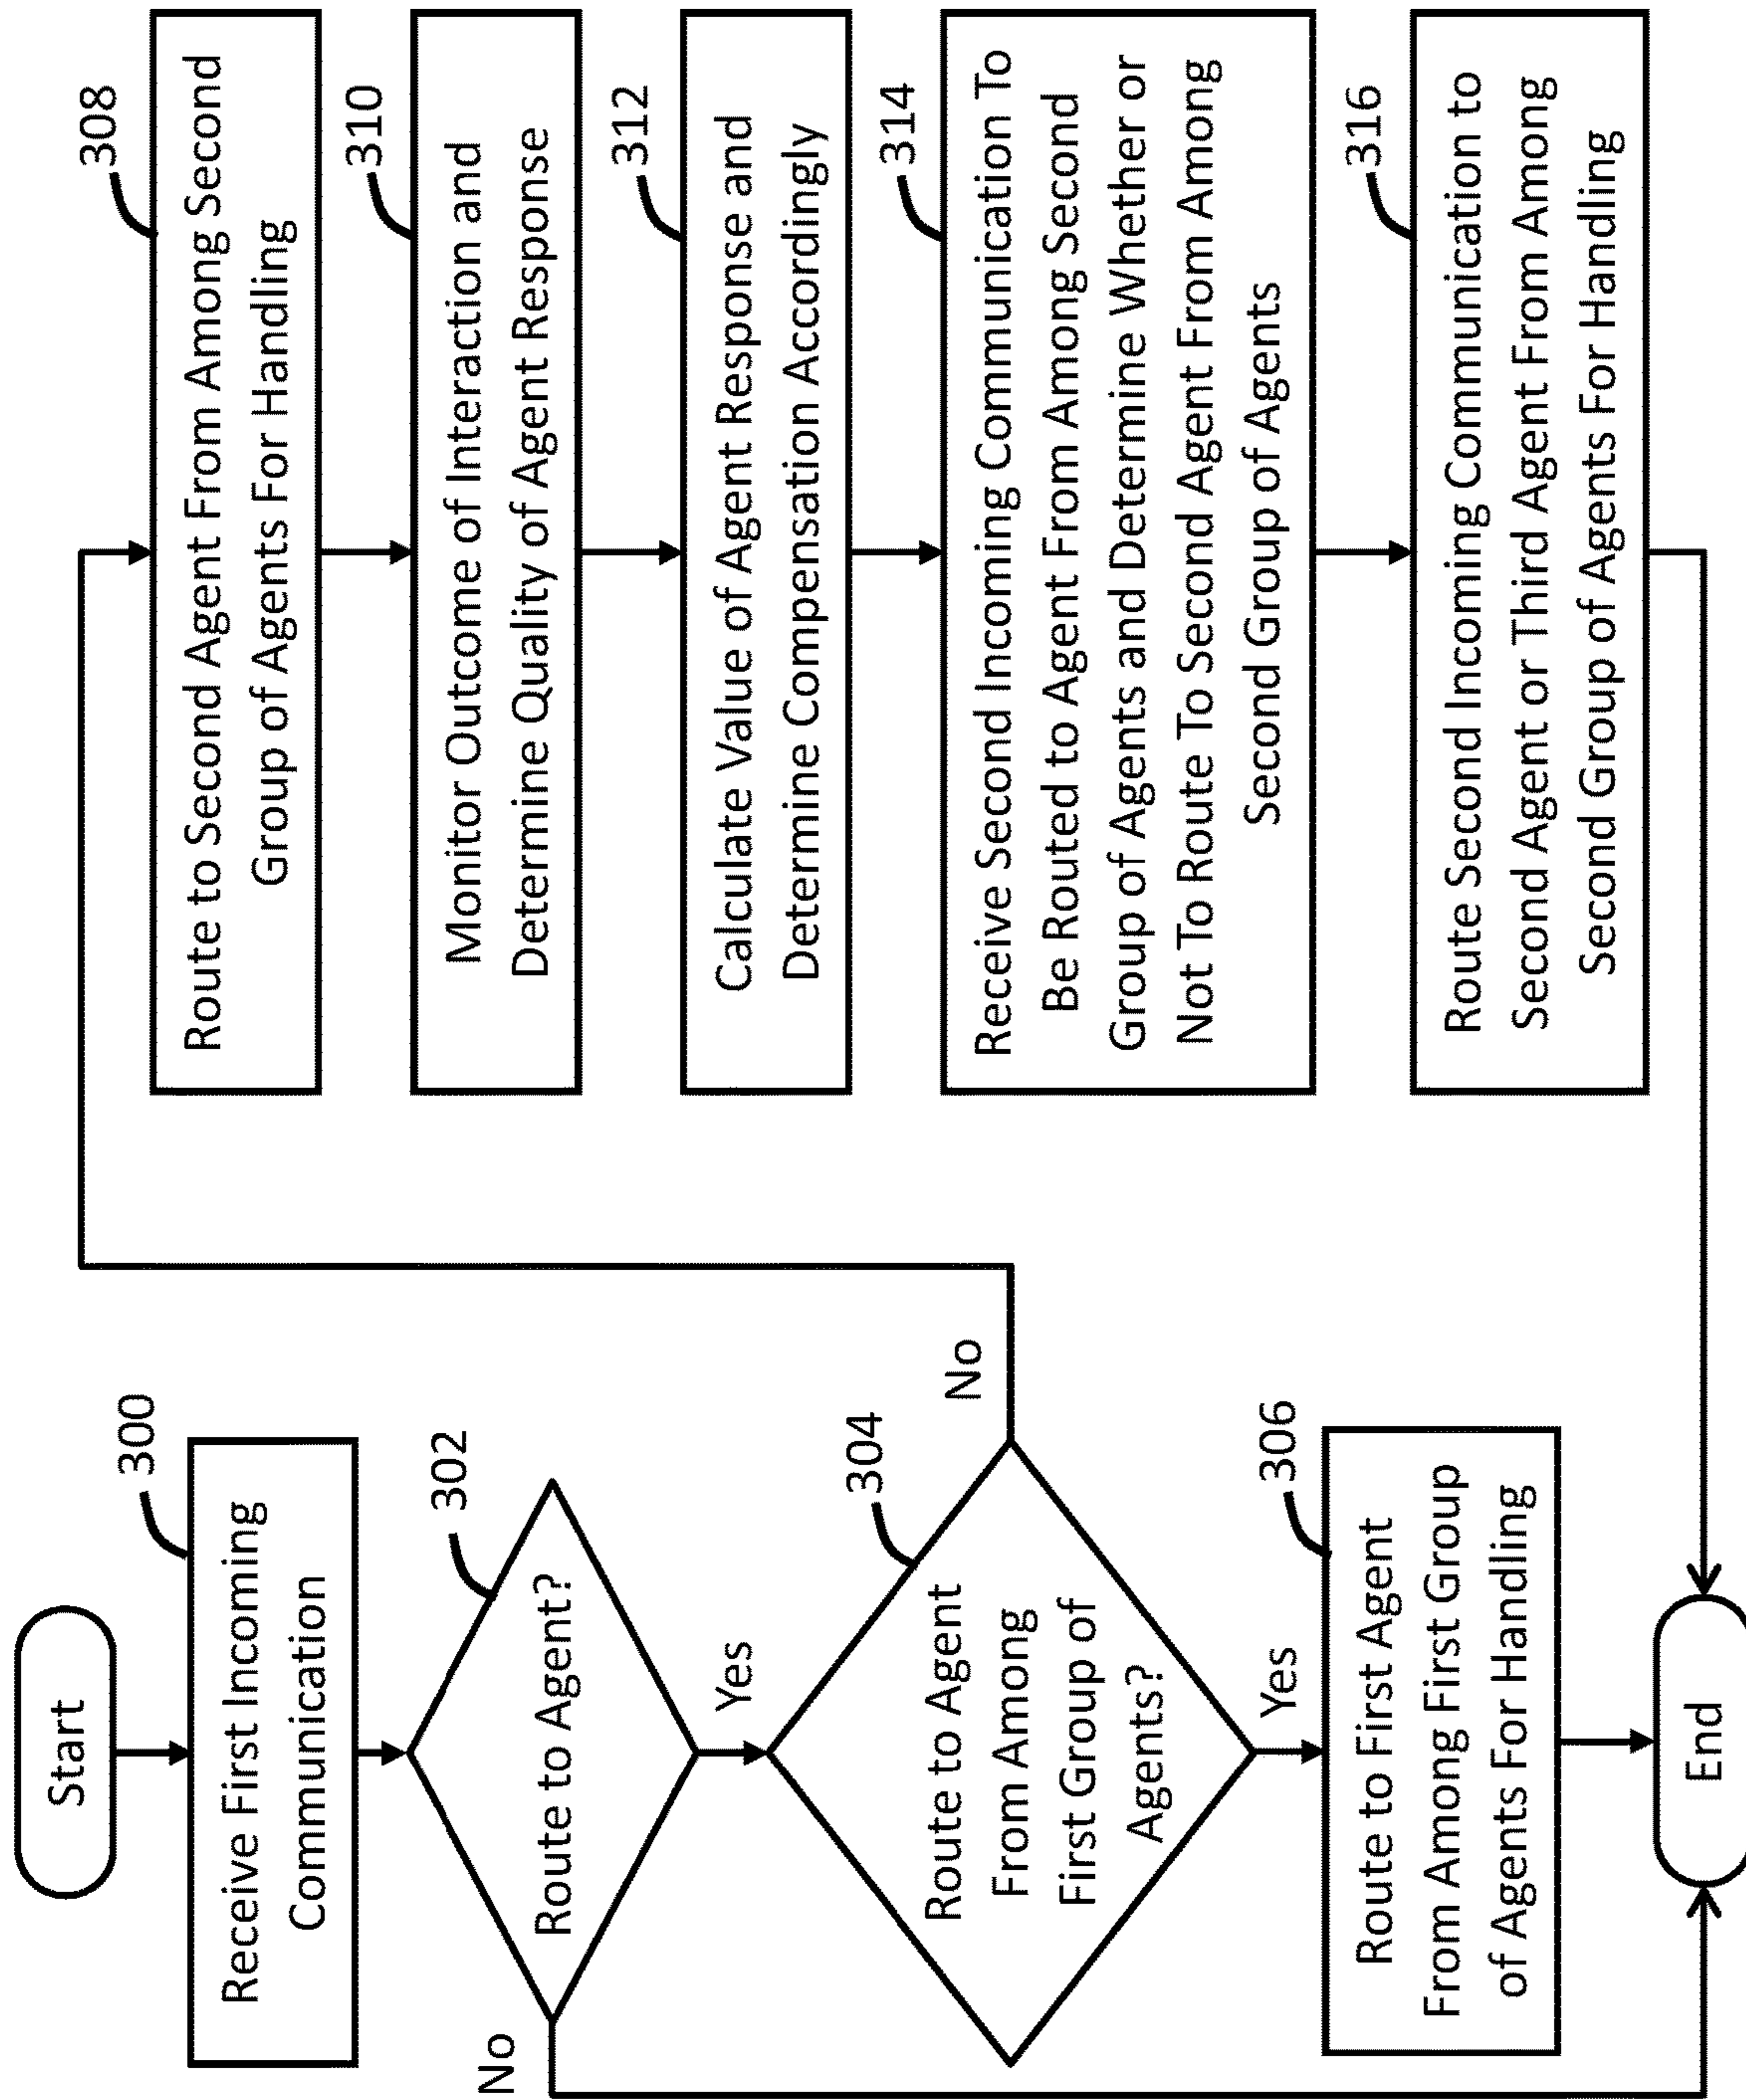 Start
300
Receive First Incoming
Communication
302
Route to Agent?
No
Yes
304
Route to Agent
From Among
First Group of
Agents?
No
Yes
306
Route to First Agent
From Among First Group
of Agents For Handling
End
308
Route to Second Agent From Among Second
Group of Agents For Handling
310
Monitor Outcome of Interaction and
Determine Quality of Agent Response
312
Calculate Value of Agent Response and
Determine Compensation Accordingly
314
Receive Second Incoming Communication To
Be Routed to Agent From Among Second
Group of Agents and Determine Whether or
Not To Route To Second Agent From Among
Second Group of Agents
316
Route Second Incoming Communication to
Second Agent or Third Agent From Among
Second Group of Agents For Handling